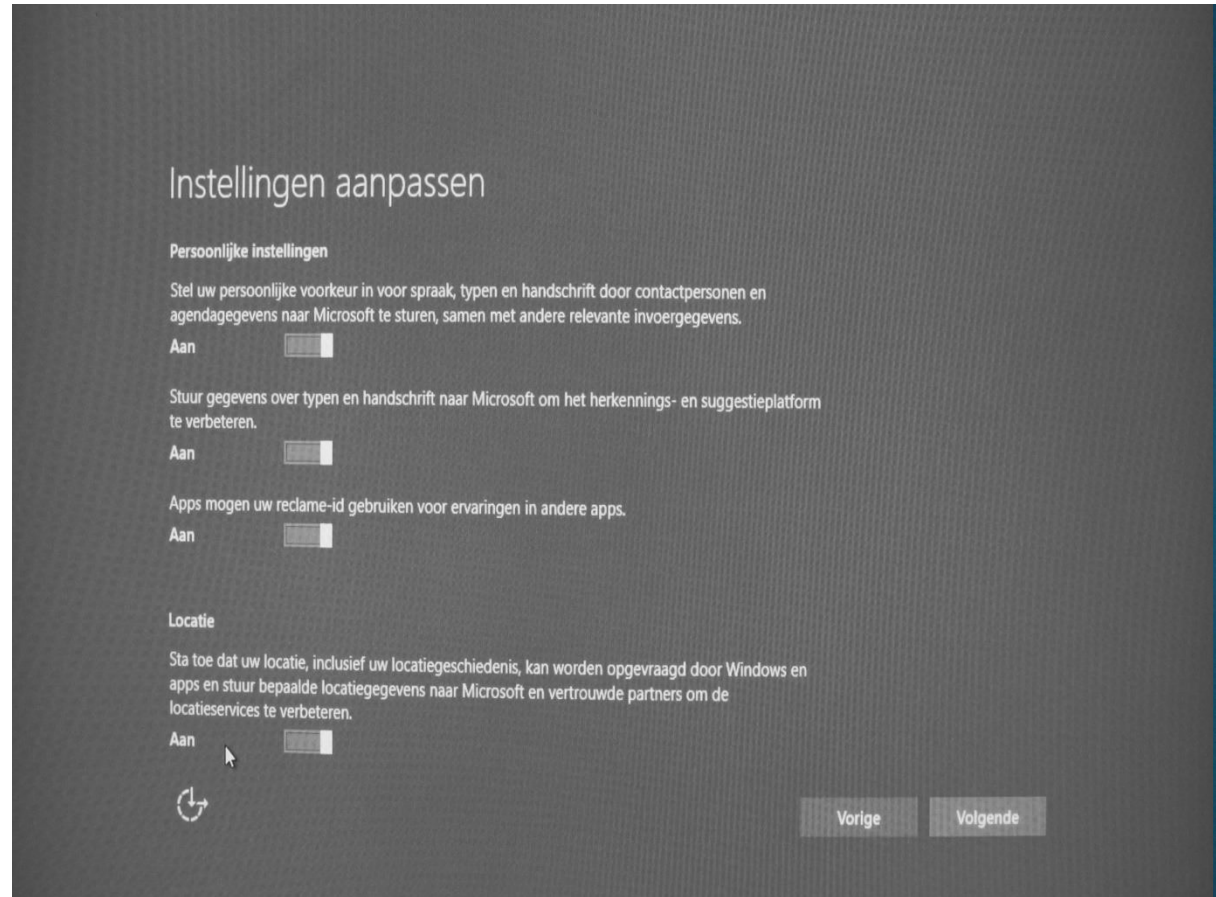 Instellingen aanpassen
Persoonlijke instellingen
Stel uw persoonlijke voorkeur in voor spraak, typen en handschrift door contactpersonen en
agendagegevens naar Microsoft te sturen, samen met andere relevante invoergegevens.
Aan
Stuur gegevens over typen en handschrift naar Microsoft om het herkennings- en suggestieplatform
te verbeteren.
Aan
Apps mogen uw reclame-id gebruiken voor ervaringen in andere apps.
Aan
Locatie
Sta toe dat uw locatie, inclusief uw locatiegeschiedenis, kan worden opgevraagd door Windows en
apps en stuur bepaalde locatiegegevens naar Microsoft en vertrouwde partners om de
locatieservices te verbeteren.
Aan
Vorige
Volgende